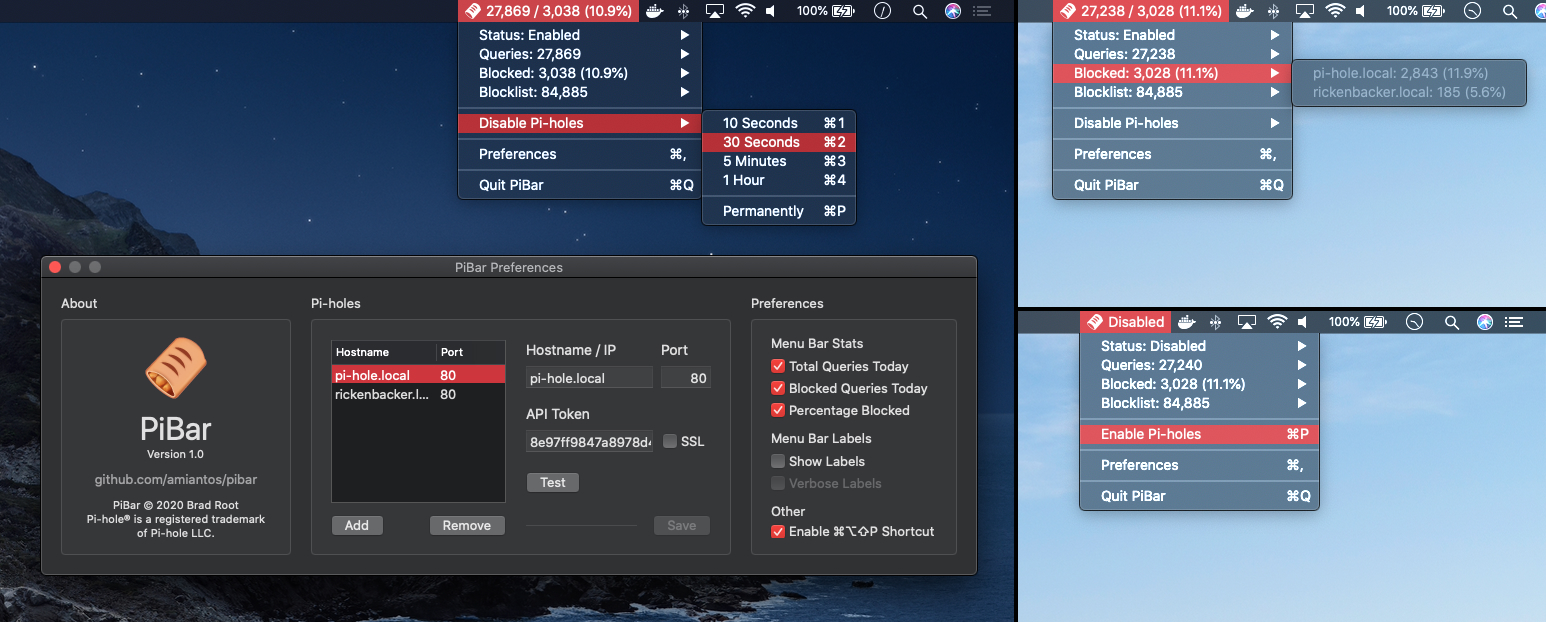 27,869 / 3,038 (10.9%) 100%
Status: Enabled
Queries: 27,869
Blocked: 3,038 (10.9%)
Blocklist: 84,885
Disable Pi-holes
Preferences ⌘,
Quit PiBar ⌘Q
10 Seconds ⌘1
30 Seconds ⌘2
5 Minutes ⌘3
1 Hour ⌘4
Permanently ⌘P
PiBar Preferences
About
PiBar
Version 1.0
github.com/amiantos/pibar
PiBar © 2020 Brad Root
Pi-hole® is a registered trademark
of Pi-hole LLC.
Pi-holes
Hostname Port
pi-hole.local 80
rickenbacker.l... 80
Add Remove
Hostname / IP Port
pi-hole.local 80
API Token
8e97ff9847a8978d4 SSL
Test
Save
Preferences
Menu Bar Stats
Total Queries Today
Blocked Queries Today
Percentage Blocked
Menu Bar Labels
Show Labels
Verbose Labels
Other
Enable ⌘⌥⇧P Shortcut
27,238 / 3,028 (11.1%) 100%
Status: Enabled
Queries: 27,238
Blocked: 3,028 (11.1%)
Blocklist: 84,885
Disable Pi-holes
Preferences ⌘,
Quit PiBar ⌘Q
pi-hole.local: 2,843 (11.9%)
rickenbacker.local: 185 (5.6%)
Disabled 100%
Status: Disabled
Queries: 27,240
Blocked: 3,028 (11.1%)
Blocklist: 84,885
Enable Pi-holes ⌘P
Preferences ⌘,
Quit PiBar ⌘Q